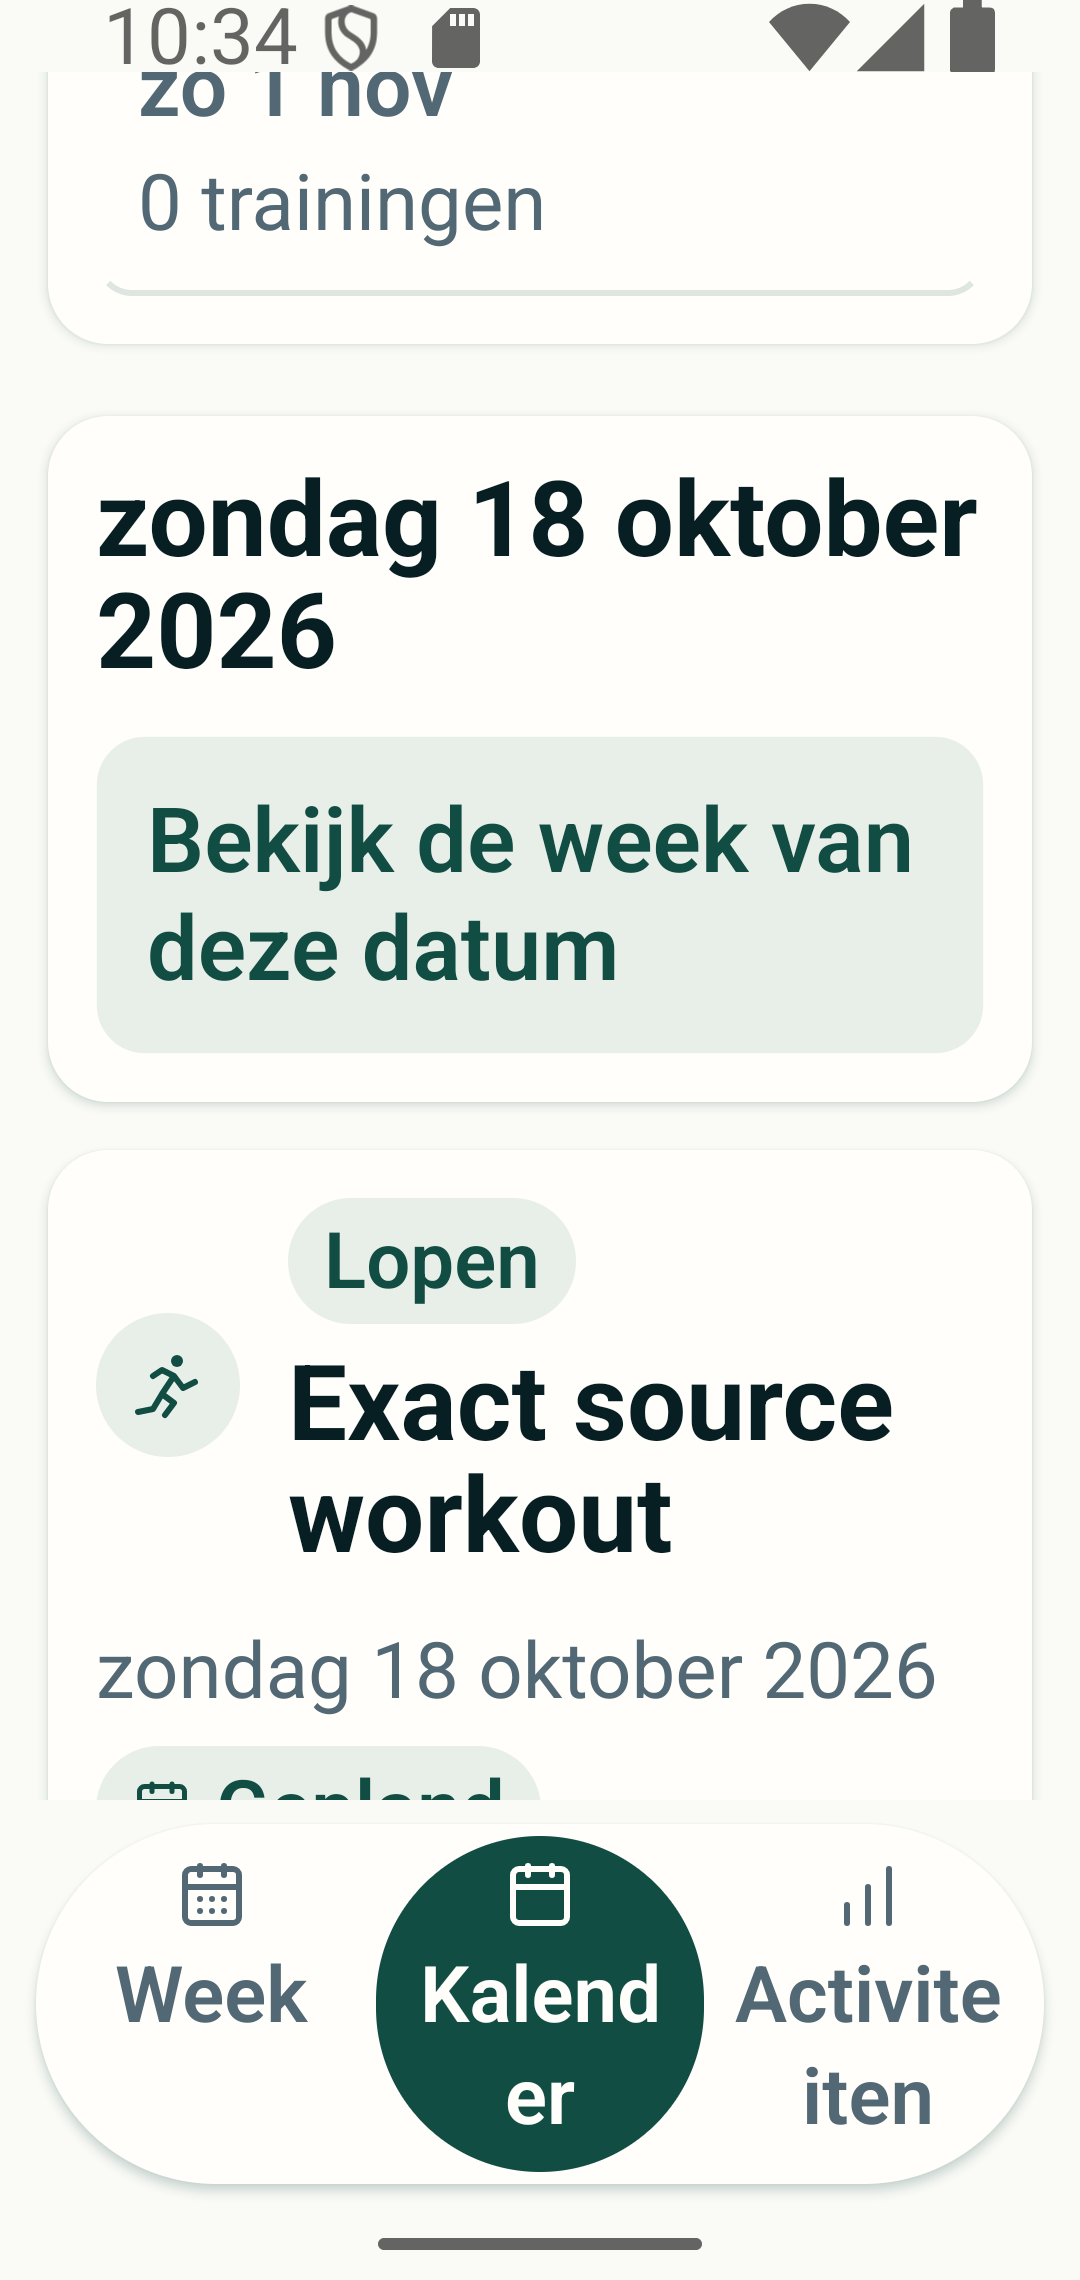 10:34
zo 1 nov
0 trainingen
zondag 18 oktober
2026
Bekijk de week van
deze datum
Lopen
Exact source
workout
zondag 18 oktober 2026
Gepland
Week
Kalend
er
Activite
iten